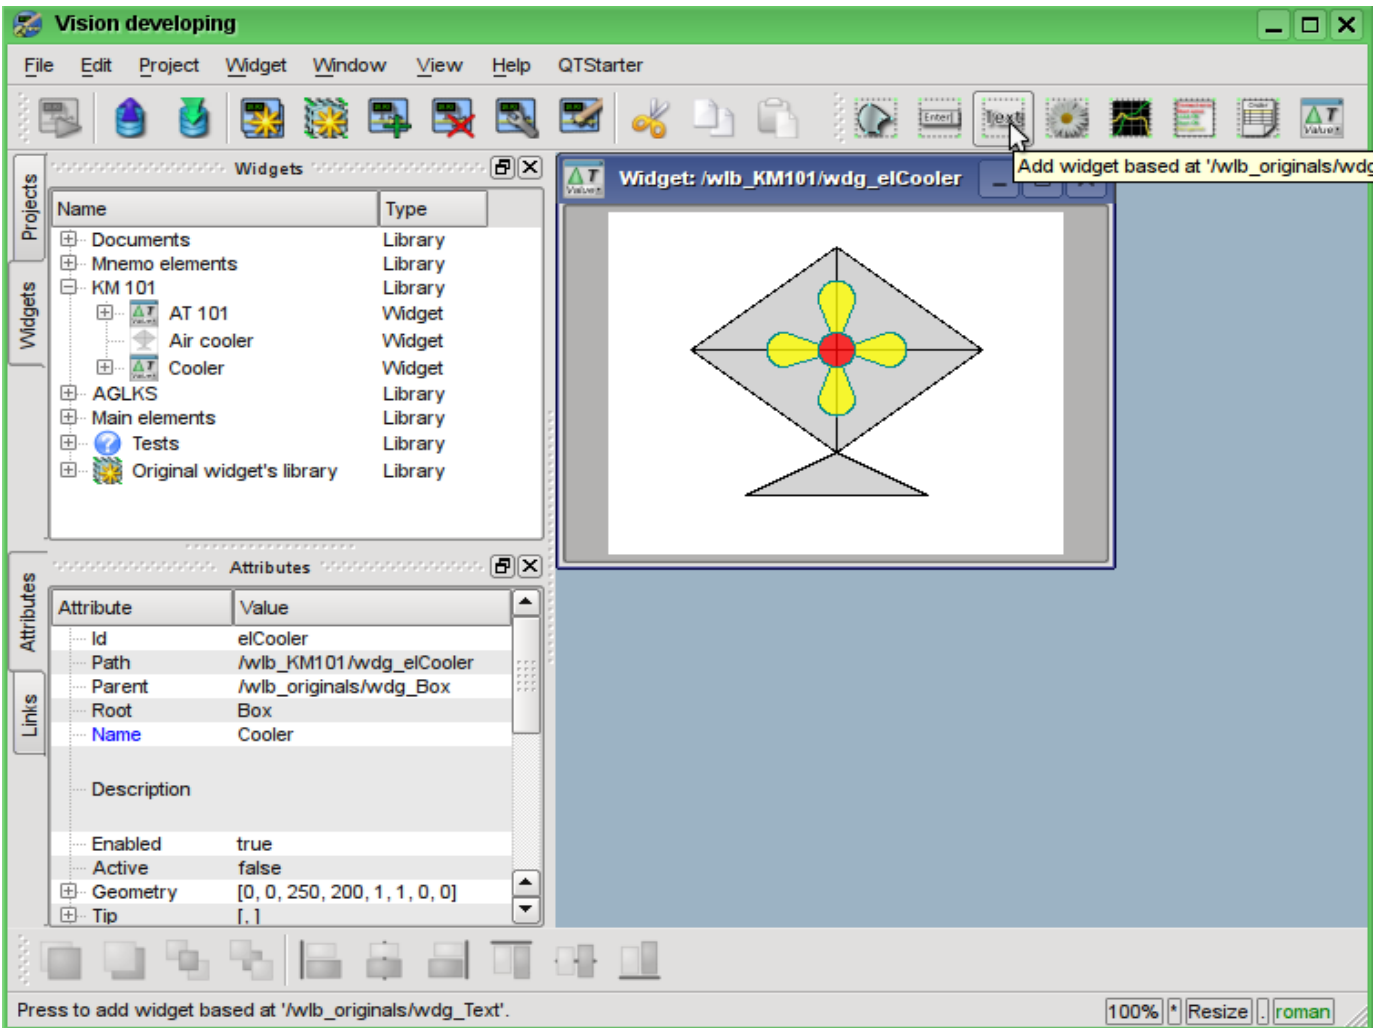 Vision developing
File Edit Project Widget Window View Help QTStarter
Enter
Text
Value:
Add widget based at '/wlb_originals/wdg
Projects
Widgets
Widgets
Name Type
Documents Library
Mnemo elements Library
KM 101 Library
AT 101 Widget
Air cooler Widget
Cooler Widget
AGLKS Library
Main elements Library
Tests Library
Original widget's library Library
Widget: /wlb_KM101/wdg_elCooler
Attributes
Links
Attributes
Attribute Value
Id elCooler
Path /wlb_KM101/wdg_elCooler
Parent /wlb_originals/wdg_Box
Root Box
Name Cooler
Description
Enabled true
Active false
Geometry [0, 0, 250, 200, 1, 1, 0, 0]
Tip [, ]
Press to add widget based at '/wlb_originals/wdg_Text'.
100% * Resize . roman